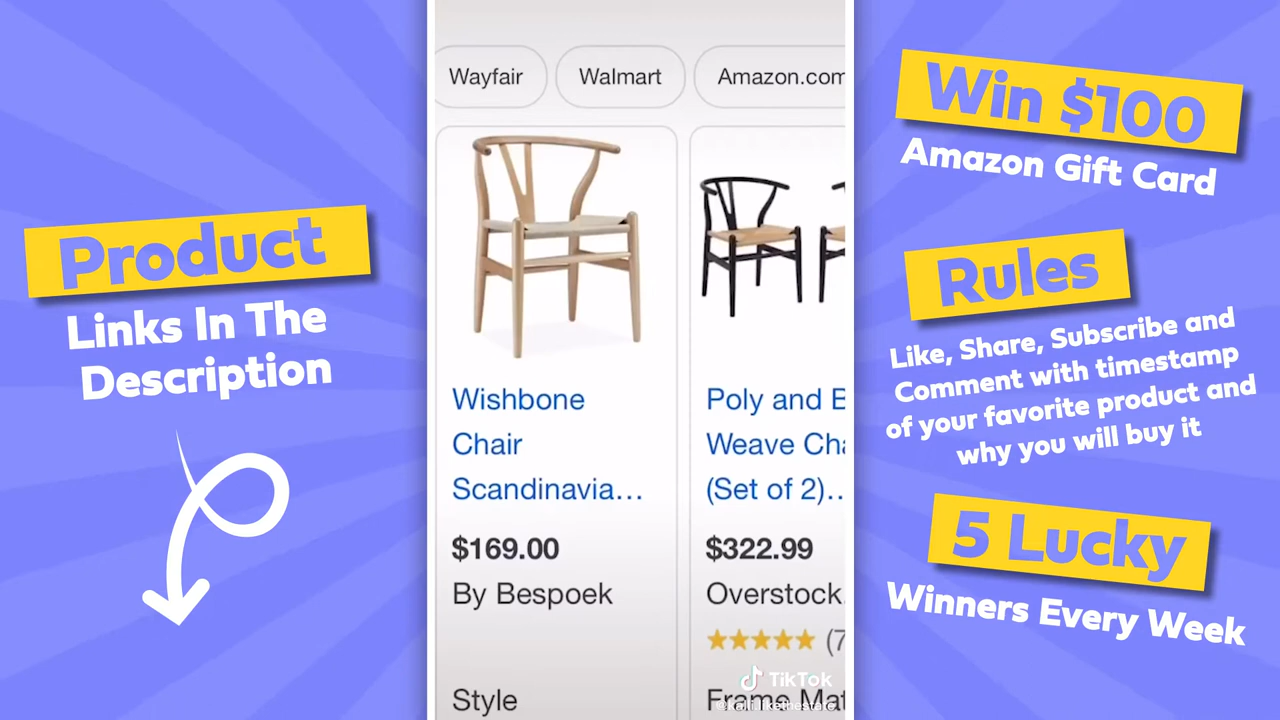 Product
Links In The
Description
Wayfair
Walmart
Amazon.com
Wishbone
Chair
Scandinavia...
$169.00
By Bespoek
Style
Poly and B
Weave Cha
(Set of 2)...
$322.99
Overstock.
(7
Frame Mat
TikTok
Win $100
Amazon Gift Card
Rules
Like, Share, Subscribe and
Comment with timestamp
of your favorite product and
why you will buy it
5 Lucky
Winners Every Week